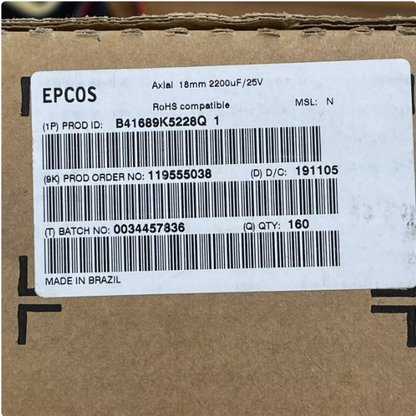 EPCOS
Axial 18mm 2200uF/25V
RoHS compatible
MSL: N
(1P) PROD ID: B41689K5228Q 1
(9K) PROD ORDER NO: 119555038 (D) D/C: 191105
(T) BATCH NO: 0034457836 (Q) QTY: 160
MADE IN BRAZIL